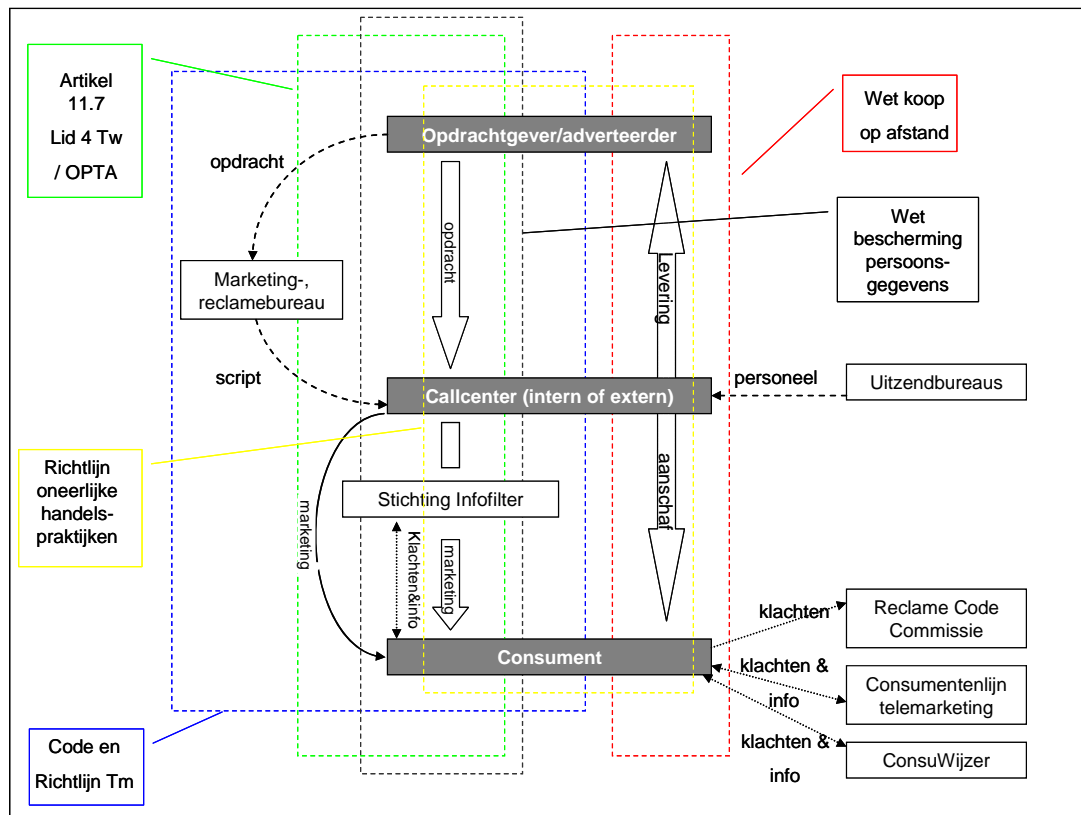 Artikel
11.7
Lid 4 Tw
/ OPTA
Wet koop
op afstand
Opdrachtgever/adverteerder
opdracht
opdracht
Levering
Wet
bescherming
persoons-
gegevens
Marketing-,
reclamebureau
script
Callcenter (intern of extern)
personeel
Uitzendbureaus
Richtlijn
oneerlijke
handels-
praktijken
aanschaf
Stichting Infofilter
marketing
Klachten&info
marketing
Consument
klachten
Reclame Code
Commissie
klachten &
info
Consumentenlijn
telemarketing
klachten &
info
ConsuWijzer
Code en
Richtlijn Tm